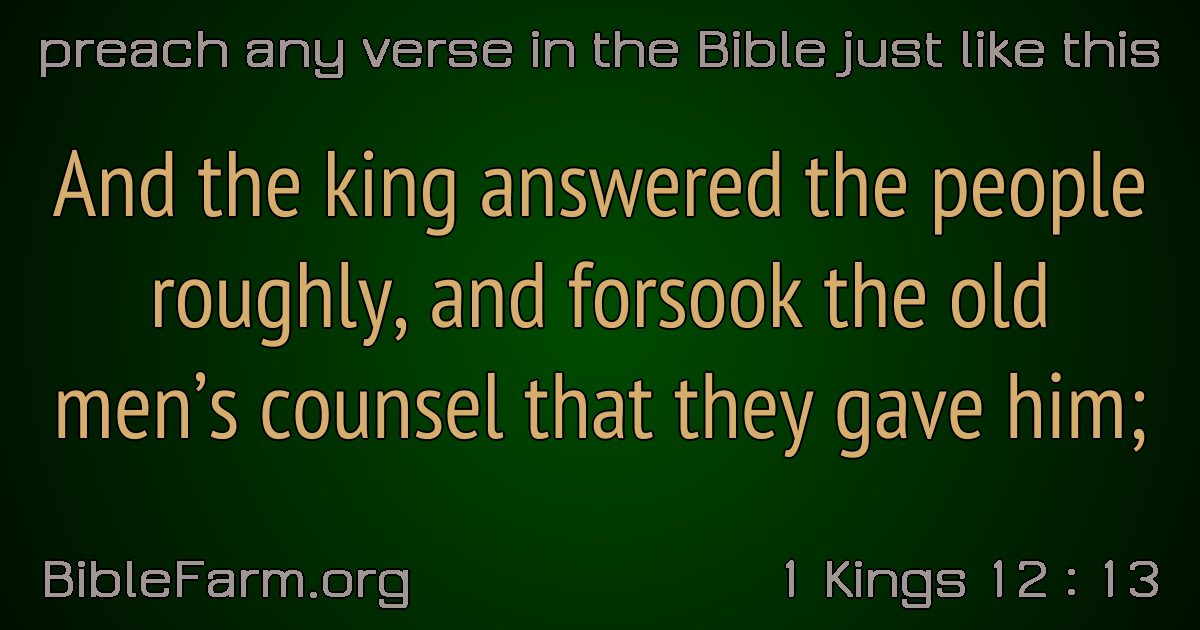 preach any verse in the Bible just like this
And the king answered the people
roughly, and forsook the old
men’s counsel that they gave him;
BibleFarm.org
1 Kings 12 : 13